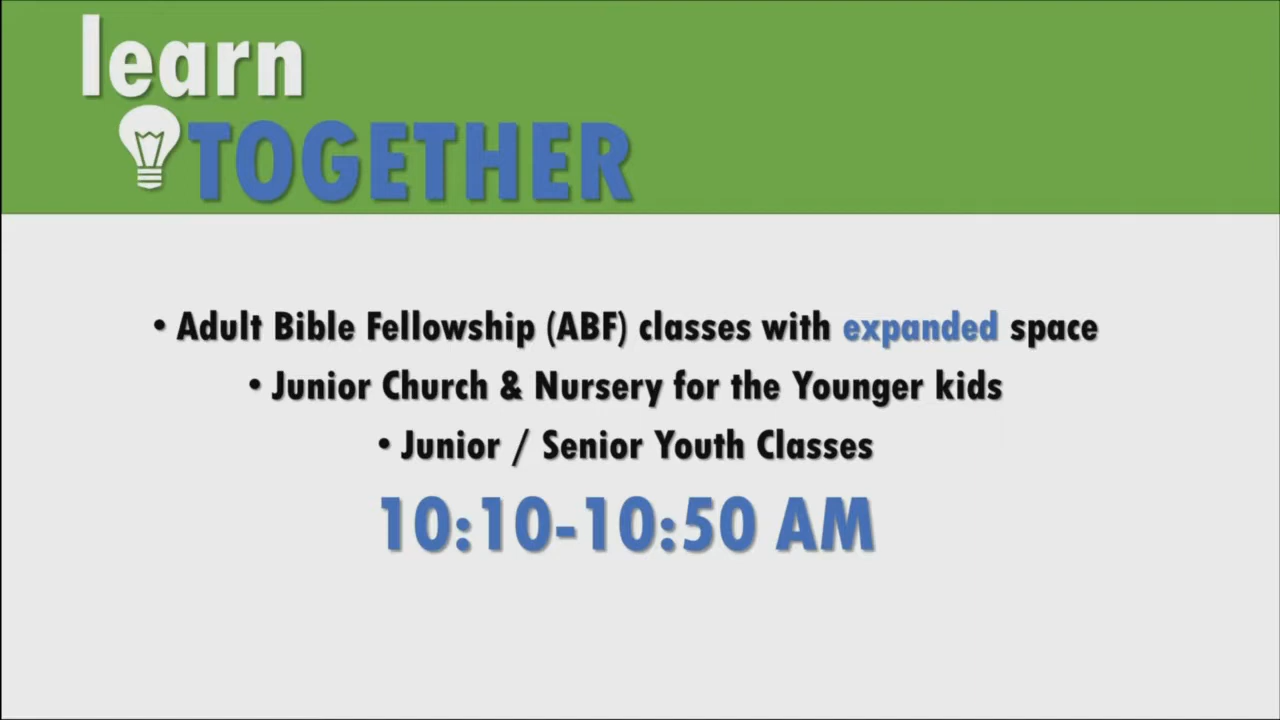 learn
TOGETHER
• Adult Bible Fellowship (ABF) classes with expanded space
• Junior Church & Nursery for the Younger kids
• Junior / Senior Youth Classes
10:10-10:50 AM